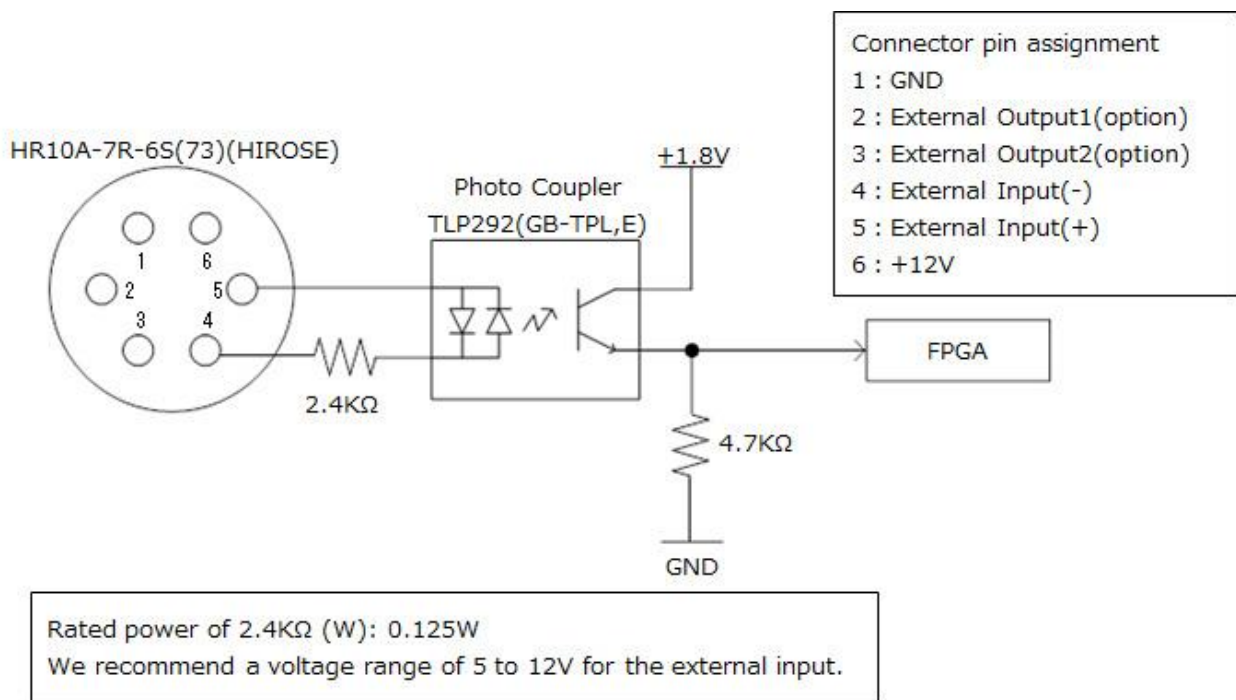 Connector pin assignment
1 : GND
2 : External Output1(option)
3 : External Output2(option)
4 : External Input(-)
5 : External Input(+)
6 : +12V
HR10A-7R-6S(73)(HIROSE)
+1.8V
Photo Coupler
TLP292(GB-TPL,E)
1
6
2
5
3
4
FPGA
2.4KΩ
4.7KΩ
GND
Rated power of 2.4KΩ (W): 0.125W
We recommend a voltage range of 5 to 12V for the external input.